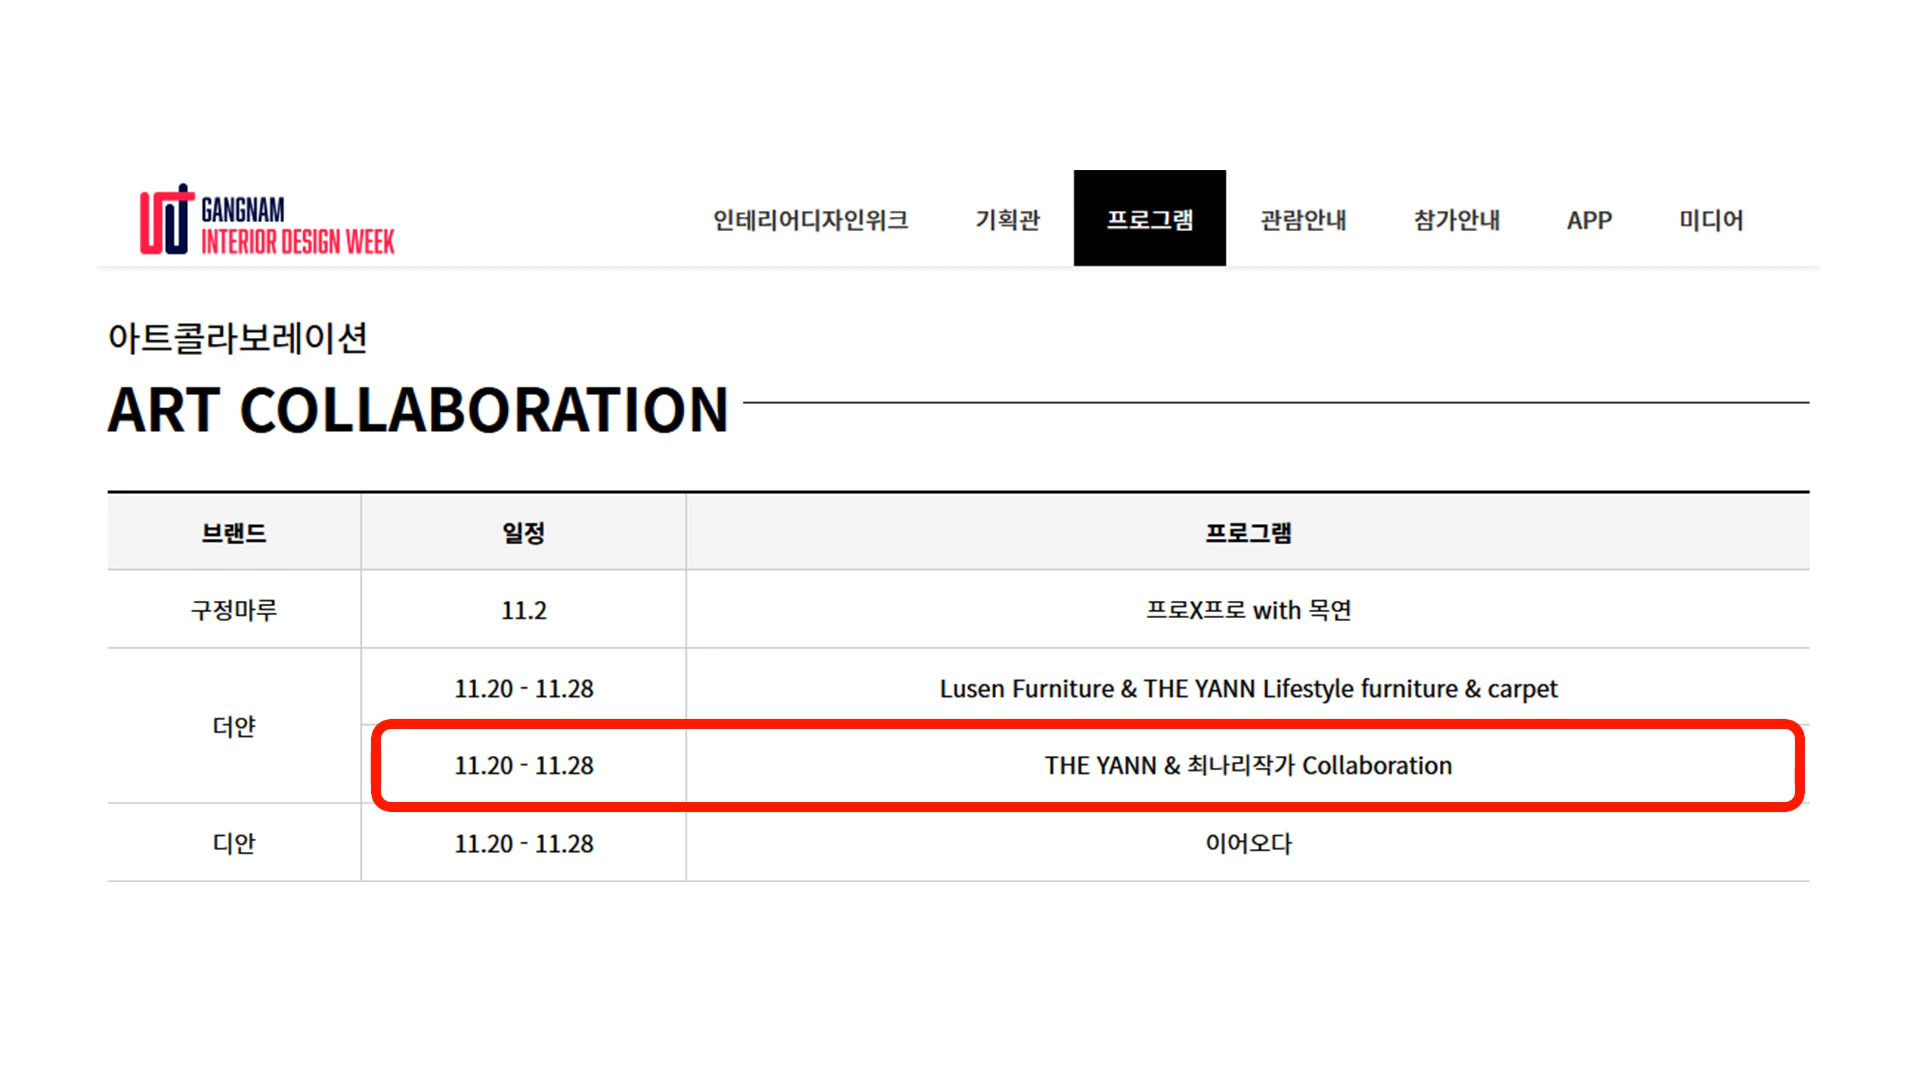 GANGNAM
INTERIOR DESIGN WEEK
인테리어디자인위크 기획관 프로그램 관람안내 참가안내 APP 미디어
아트콜라보레이션
ART COLLABORATION
브랜드 일정 프로그램
구정마루 11.2 프로X프로 with 목연
더얀 11.20 - 11.28 Lusen Furniture & THE YANN Lifestyle furniture & carpet
11.20 - 11.28 THE YANN & 최나리작가 Collaboration
디안 11.20 - 11.28 이어오다